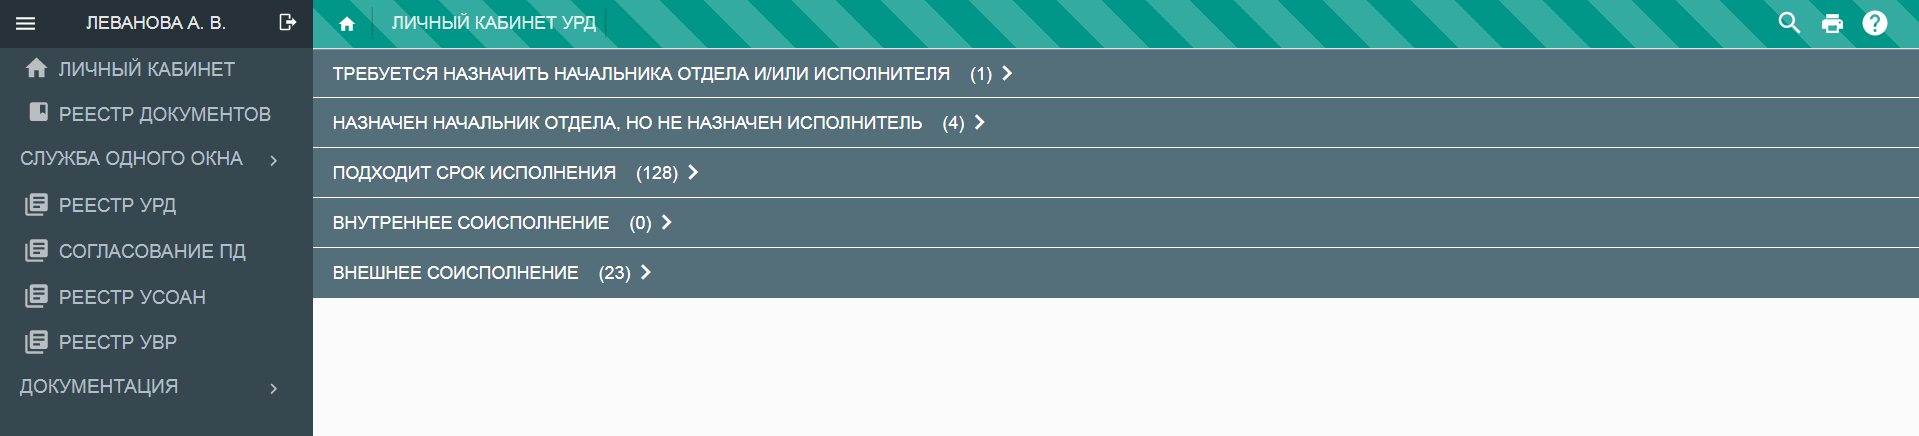 ЛЕВАНОВА А. В.
ЛИЧНЫЙ КАБИНЕТ
РЕЕСТР ДОКУМЕНТОВ
СЛУЖБА ОДНОГО ОКНА
РЕЕСТР УРД
СОГЛАСОВАНИЕ ПД
РЕЕСТР УСОАН
РЕЕСТР УВР
ДОКУМЕНТАЦИЯ
ЛИЧНЫЙ КАБИНЕТ УРД
ТРЕБУЕТСЯ НАЗНАЧИТЬ НАЧАЛЬНИКА ОТДЕЛА И/ИЛИ ИСПОЛНИТЕЛЯ (1)
НАЗНАЧЕН НАЧАЛЬНИК ОТДЕЛА, НО НЕ НАЗНАЧЕН ИСПОЛНИТЕЛЬ (4)
ПОДХОДИТ СРОК ИСПОЛНЕНИЯ (128)
ВНУТРЕННЕЕ СОИСПОЛНЕНИЕ (0)
ВНЕШНЕЕ СОИСПОЛНЕНИЕ (23)